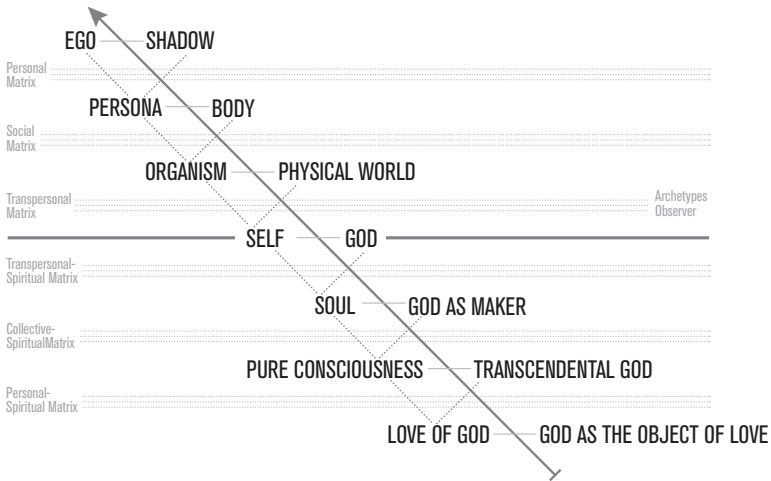 EGO SHADOW
Personal
Matrix
PERSONA BODY
Social
Matrix
ORGANISM PHYSICAL WORLD
Transpersonal
Matrix
Archetypes
Observer
SELF GOD
Transpersonal-
Spiritual Matrix
SOUL GOD AS MAKER
Collective-
SpiritualMatrix
PURE CONSCIOUSNESS TRANSCENDENTAL GOD
Personal-
Spiritual Matrix
LOVE OF GOD GOD AS THE OBJECT OF LOVE